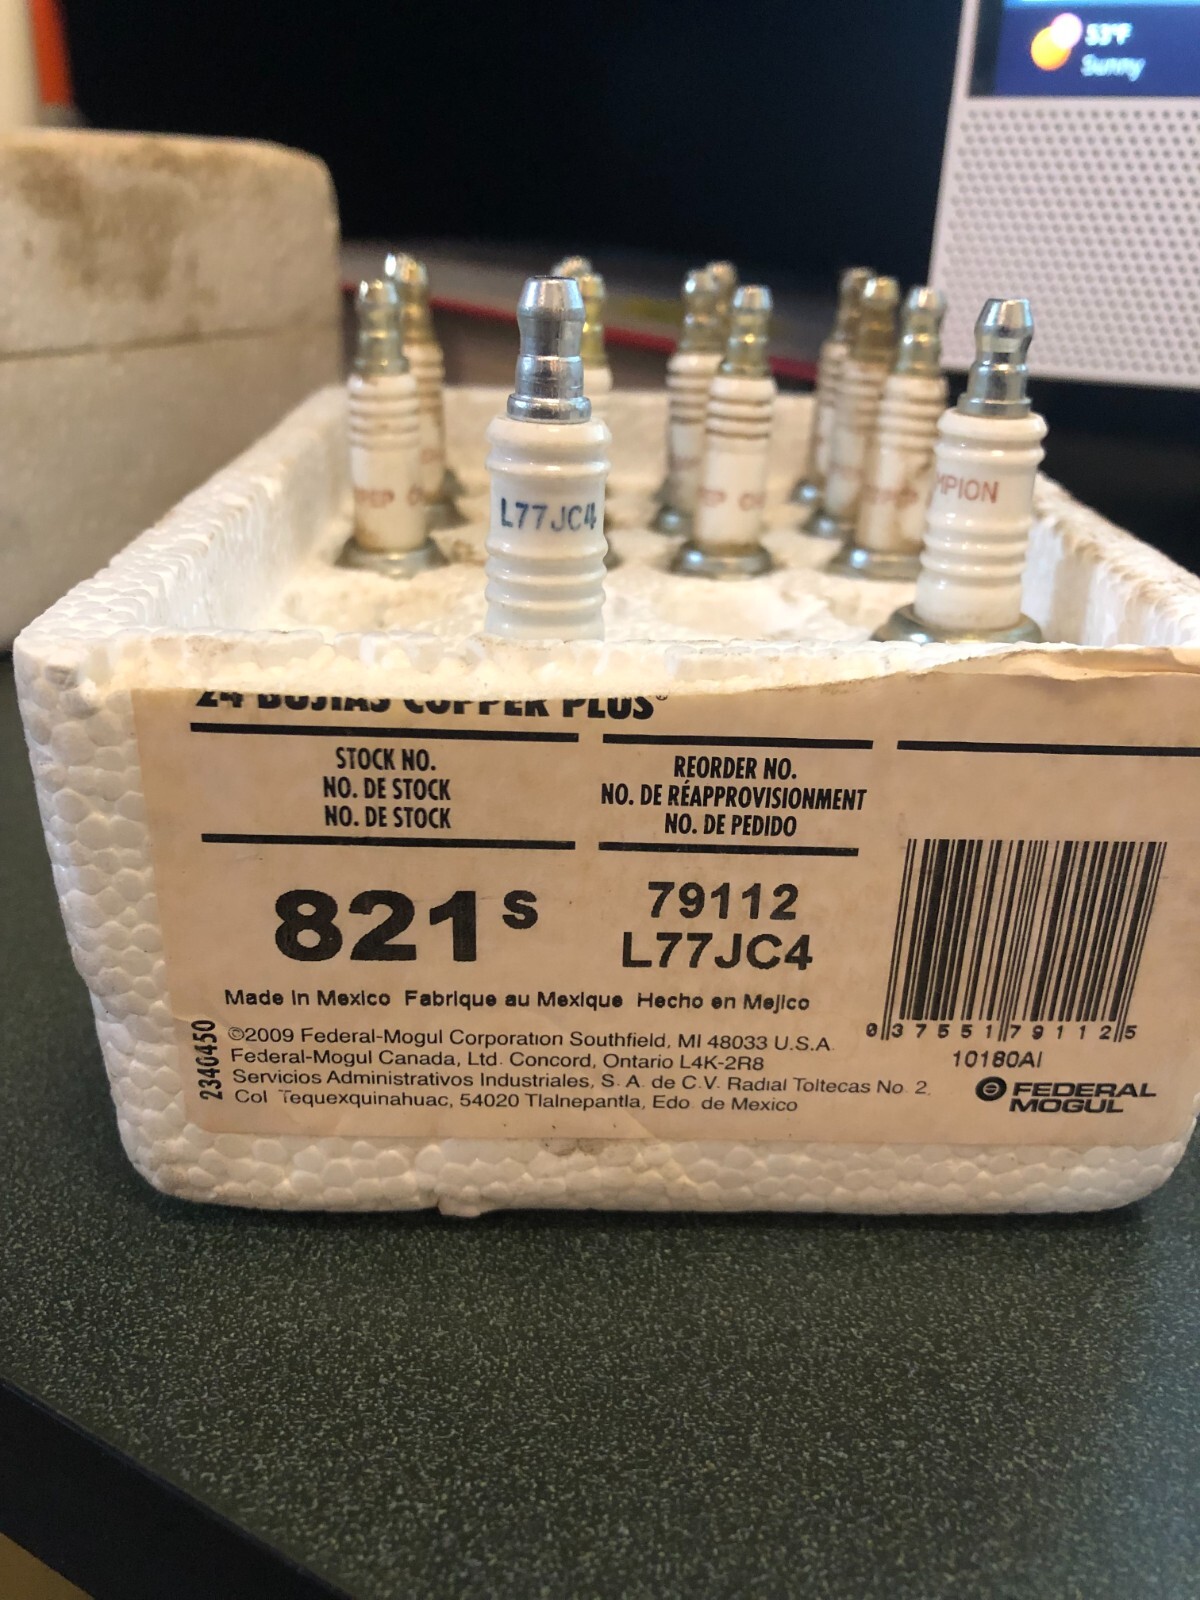 53°F
Sunny
L77JC4
MPION
24 BUJIAS COPPER PLUS®
STOCK NO.
NO. DE STOCK
NO. DE STOCK
REORDER NO.
NO. DE RÉAPPROVISIONMENT
NO. DE PEDIDO
821 S
79112
L77JC4
Made in Mexico Fabrique au Mexique Hecho en Mejico
2340450
©2009 Federal-Mogul Corporation Southfield, MI 48033 U.S.A.
Federal-Mogul Canada, Ltd. Concord, Ontario L4K-2R8
Servicios Administrativos Industriales, S. A. de C.V. Radial Toltecas No. 2,
Col Tequexquinahuac, 54020 Tlalnepantla, Edo. de Mexico
0 37551 79112 5
10180AI
FEDERAL
MOGUL